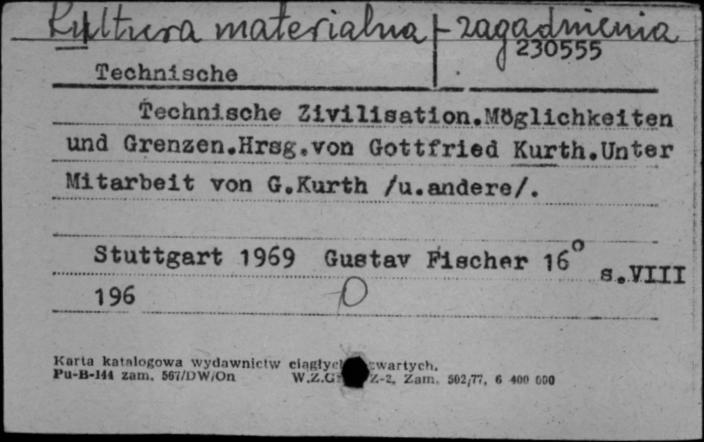 Kultura materialna - zagadnienia
230555
Technische
Technische Zivilisation.Möglichkeiten
und Grenzen.Hrsg.von Gottfried Kurth.Unter
Mitarbeit von G.Kurth /u.andere/.
Stuttgart 1969 Gustav Fischer 16° s.VIII
196
Karta katalogowa wydawnictw ciągłych
Pu-B-144 zam. 567/DW/On W.Z.G Z-2, Zam. 502/77, 6 400 000